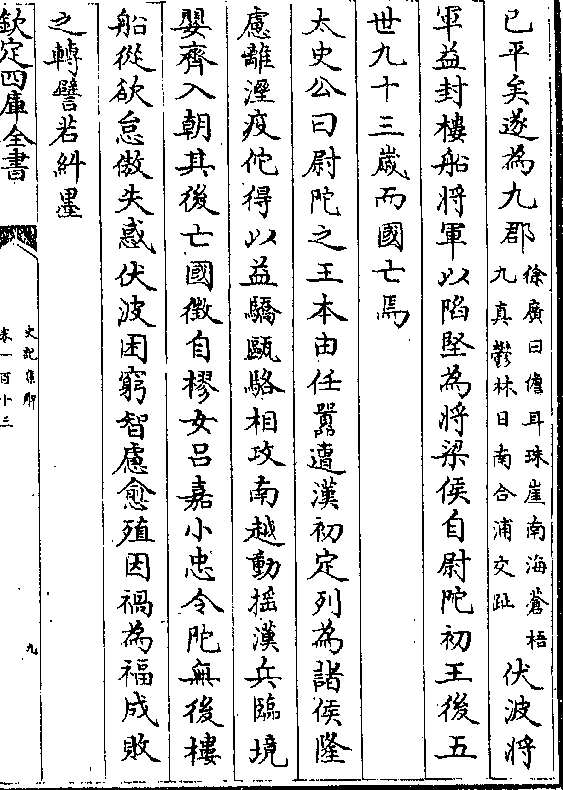 已平矣遂為九郡徐廣曰儋耳珠崖南海蒼梧九真鬱林日南合浦交趾伏波將
軍益封樓船將軍以陷堅為將梁侯自尉陀初王後五
世九十三歲而國亡焉
太史公曰尉陀之王本由任囂遭漢初定列為諸侯隆
慮離溼疫佗得以益驕甌駱相攻南越動搖漢兵臨境
嬰齊入朝其後亡國徵自樛女呂嘉小忠令陀無後樓
船從欲怠傲失惑伏波困窮智慮愈殖因禍為福成敗
之轉譬若糾墨
欽定四庫全書
史記集解
卷一百十三
九